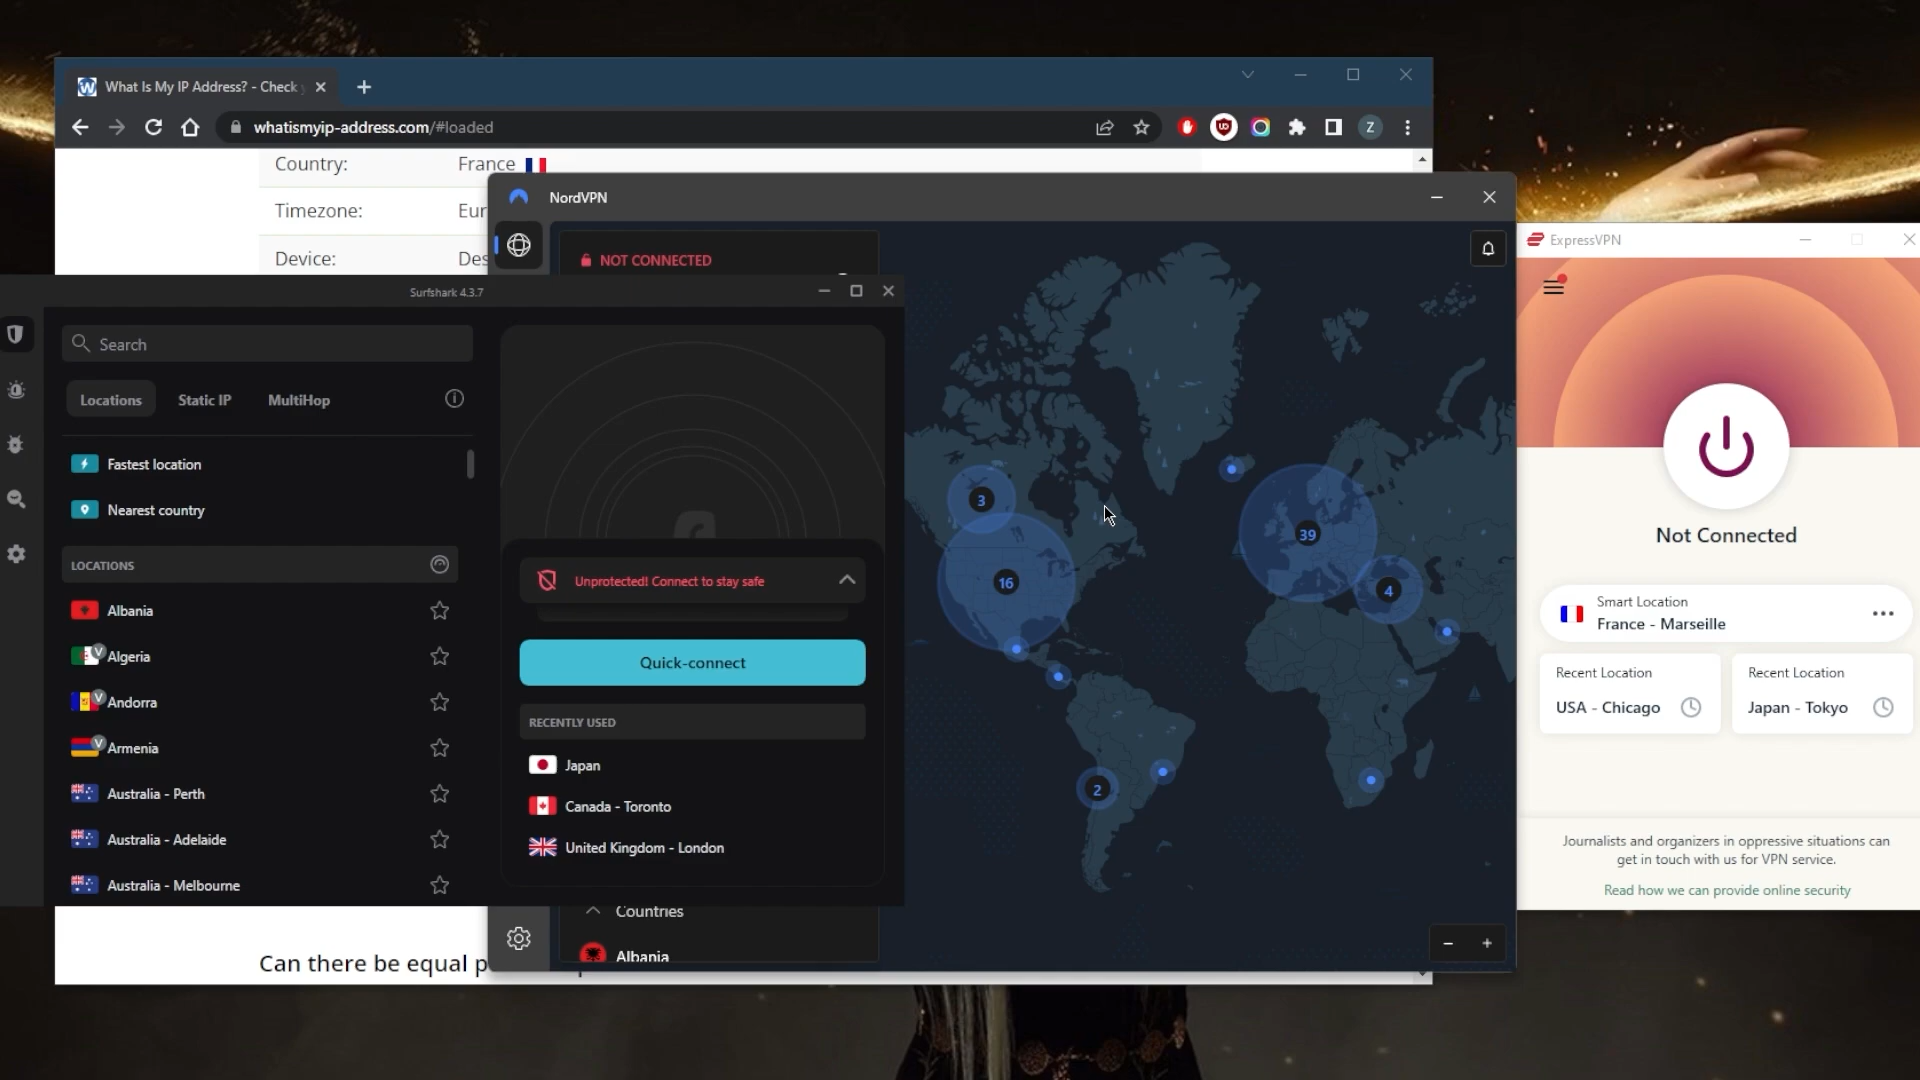 What Is My IP Address? - Check
whatismyip-address.com/#loaded
Z
Country: France
Timezone: Eur
Device: Des
NordVPN
NOT CONNECTED
ExpressVPN
Surfshark 4.3.7
Search
Locations Static IP MultiHop
Fastest location
Nearest country
LOCATIONS
Albania
V Algeria
V Andorra
V Armenia
Australia - Perth
Australia - Adelaide
Australia - Melbourne
Unprotected! Connect to stay safe
Quick-connect
RECENTLY USED
Japan
Canada - Toronto
United Kingdom - London
3
16
39
4
2
Countries
Albania
Can there be equal p
Not Connected
Smart Location
France - Marseille
Recent Location
USA - Chicago
Recent Location
Japan - Tokyo
Journalists and organizers in oppressive situations can
get in touch with us for VPN service.
Read how we can provide online security